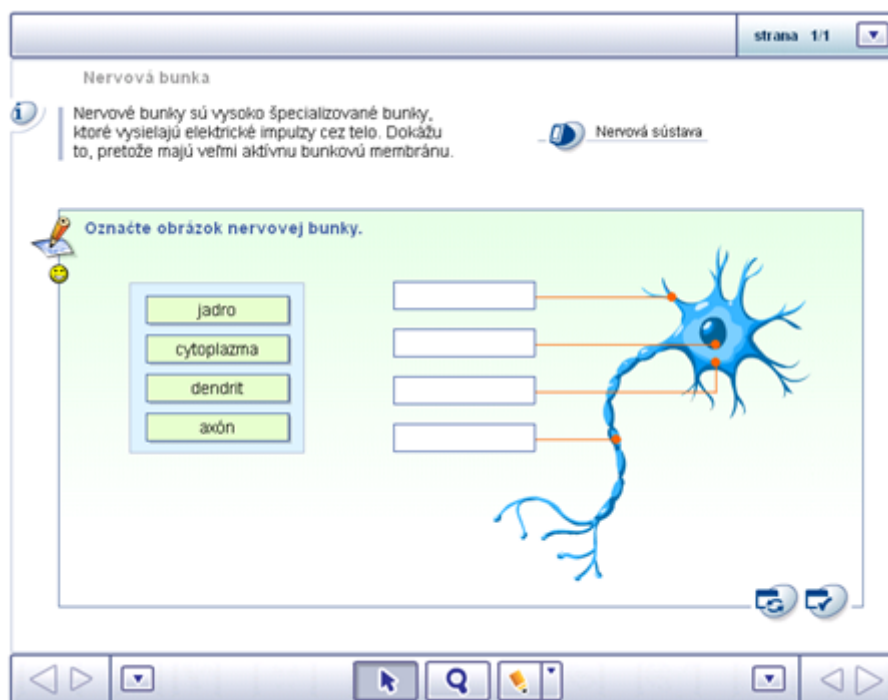 strana 1/1
Nervová bunka
Nervové bunky sú vysoko špecializované bunky,
ktoré vysielajú elektrické impulzy cez telo. Dokážu
to, pretože majú veľmi aktívnu bunkovú membránu.
Nervová sústava
Označte obrázok nervovej bunky.
jadro
cytoplazma
dendrit
axón